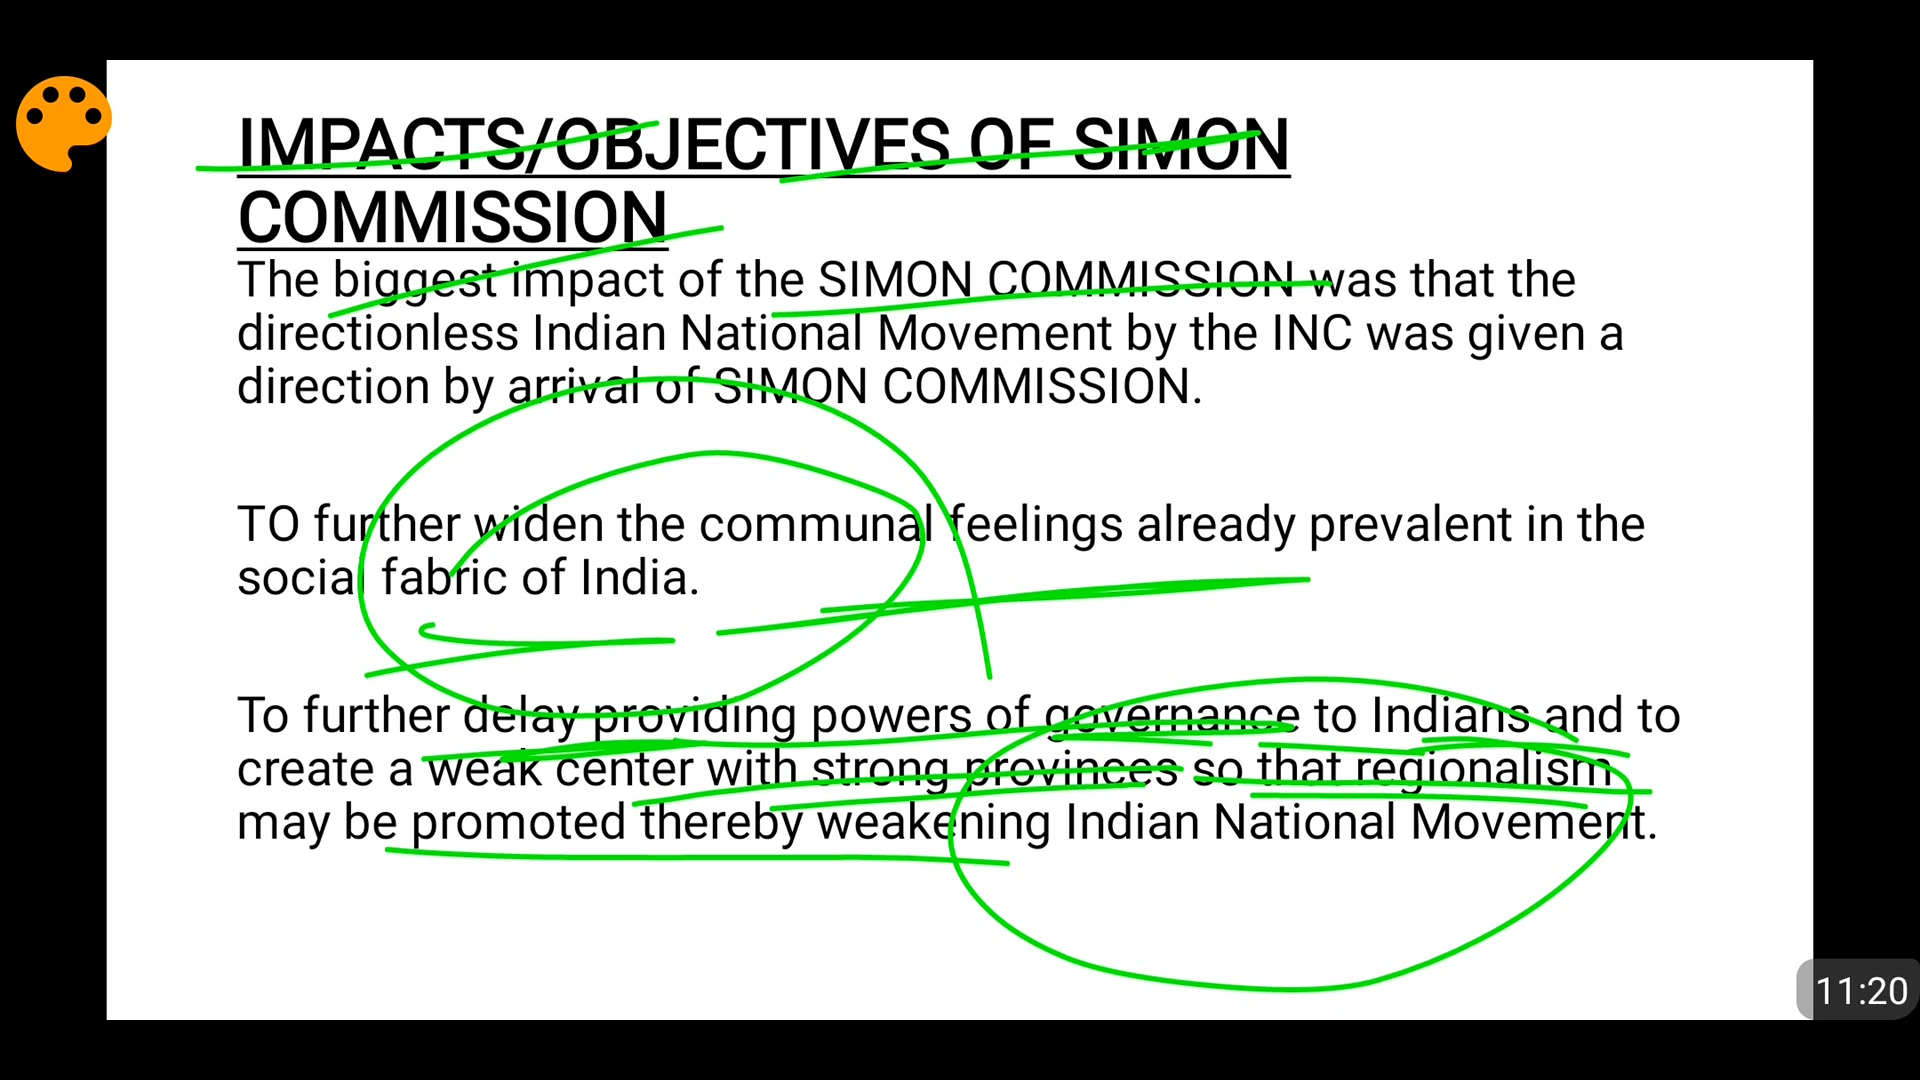 IMPACTS/OBJECTIVES OF SIMON
COMMISSION
The biggest impact of the SIMON COMMISSION was that the
directionless Indian National Movement by the INC was given a
direction by arrival of SIMON COMMISSION.
TO further widen the communal feelings already prevalent in the
social fabric of India.
To further delay providing powers of governance to Indians and to
create a weak center with strong provinces so that regionalism
may be promoted thereby weakening Indian National Movement.
11:20